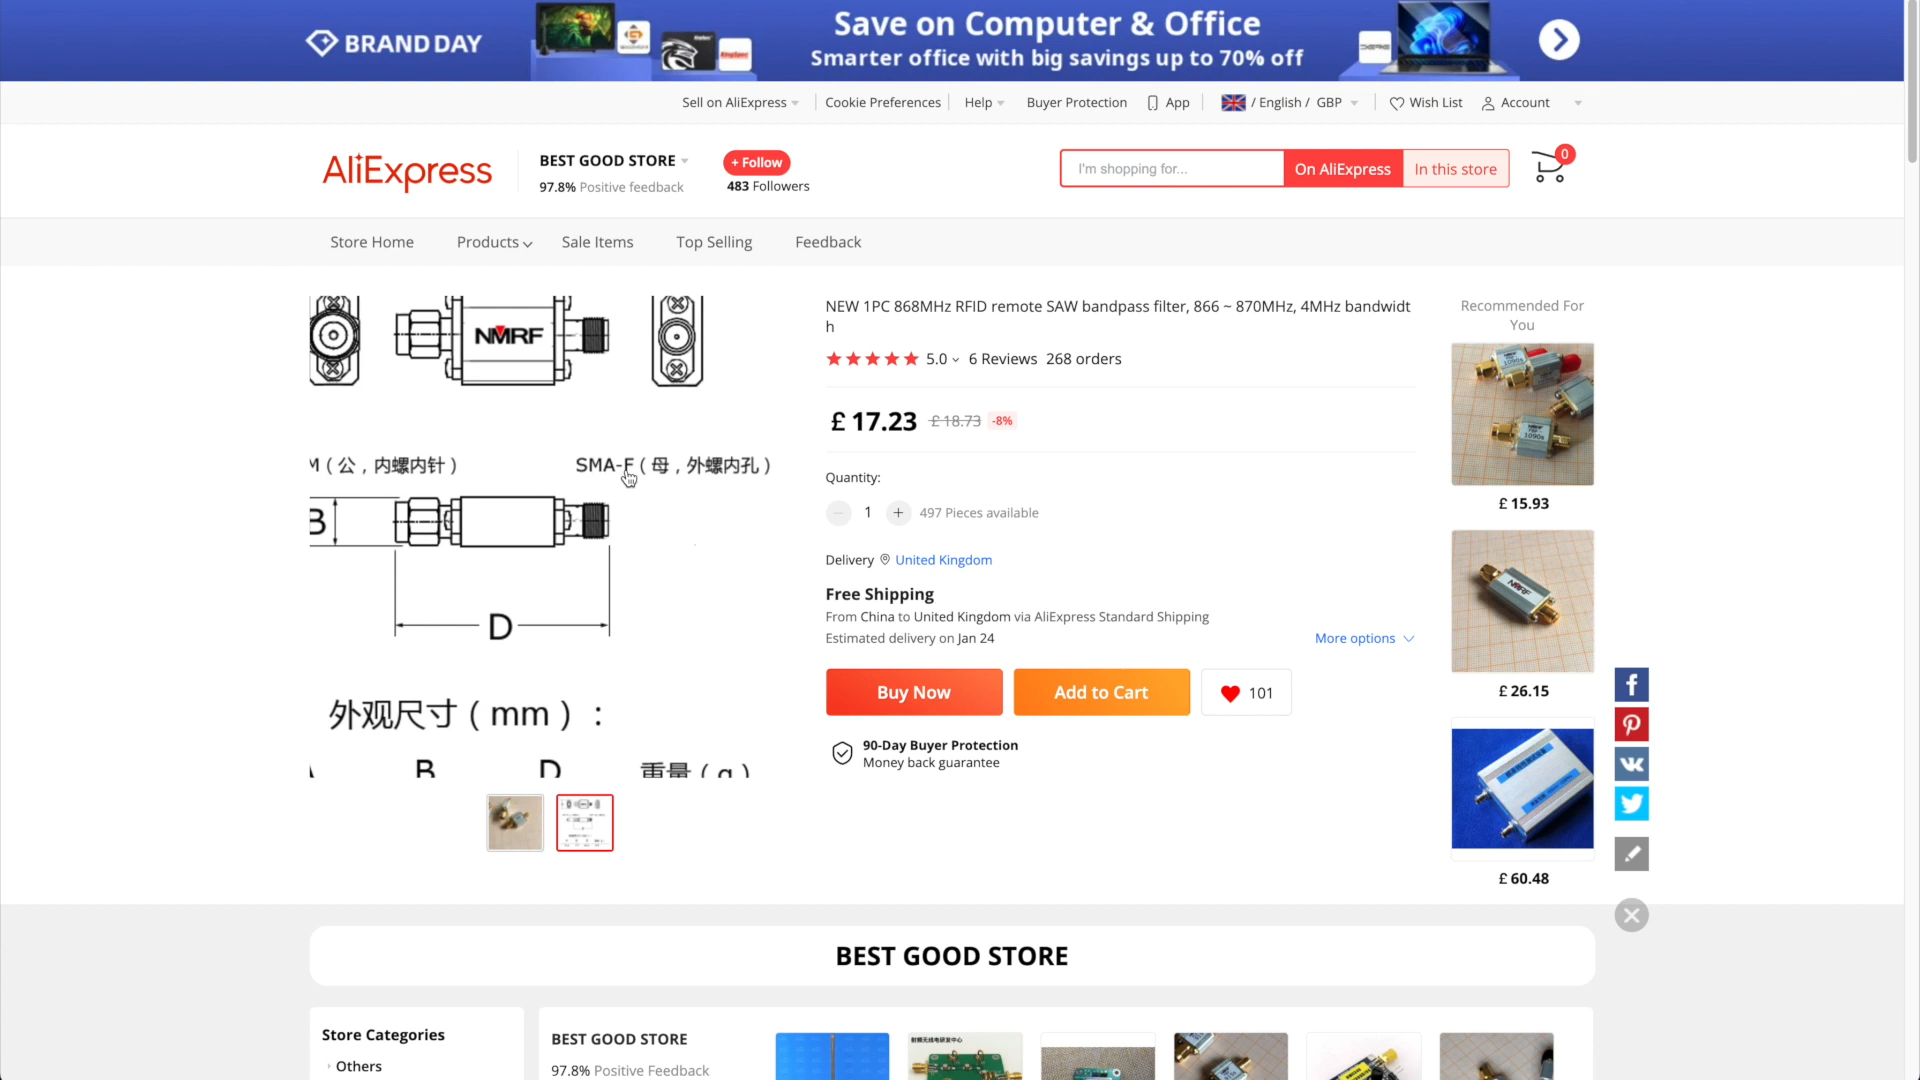 BRAND DAY
Save on Computer & Office
Smarter office with big savings up to 70% off
Sell on AliExpress
Cookie Preferences
Help
Buyer Protection
App
/ English / GBP
Wish List
Account
AliExpress
BEST GOOD STORE
97.8% Positive feedback
+ Follow
483 Followers
I'm shopping for...
On AliExpress
In this store
0
Store Home
Products
Sale Items
Top Selling
Feedback
NMRF
M（公，内螺内针）
SMA-F（母，外螺内孔）
B
D
外观尺寸（mm）：
B
D
重量（g）
NEW 1PC 868MHz RFID remote SAW bandpass filter, 866 ~ 870MHz, 4MHz bandwidt
h
5.0
6 Reviews
268 orders
£ 17.23
£ 18.73
-8%
Quantity:
1
497 Pieces available
Delivery
United Kingdom
Free Shipping
From China to United Kingdom via AliExpress Standard Shipping
Estimated delivery on Jan 24
More options
Buy Now
Add to Cart
101
90-Day Buyer Protection
Money back guarantee
Recommended For
You
£ 15.93
£ 26.15
£ 60.48
BEST GOOD STORE
Store Categories
Others
BEST GOOD STORE
97.8% Positive Feedback